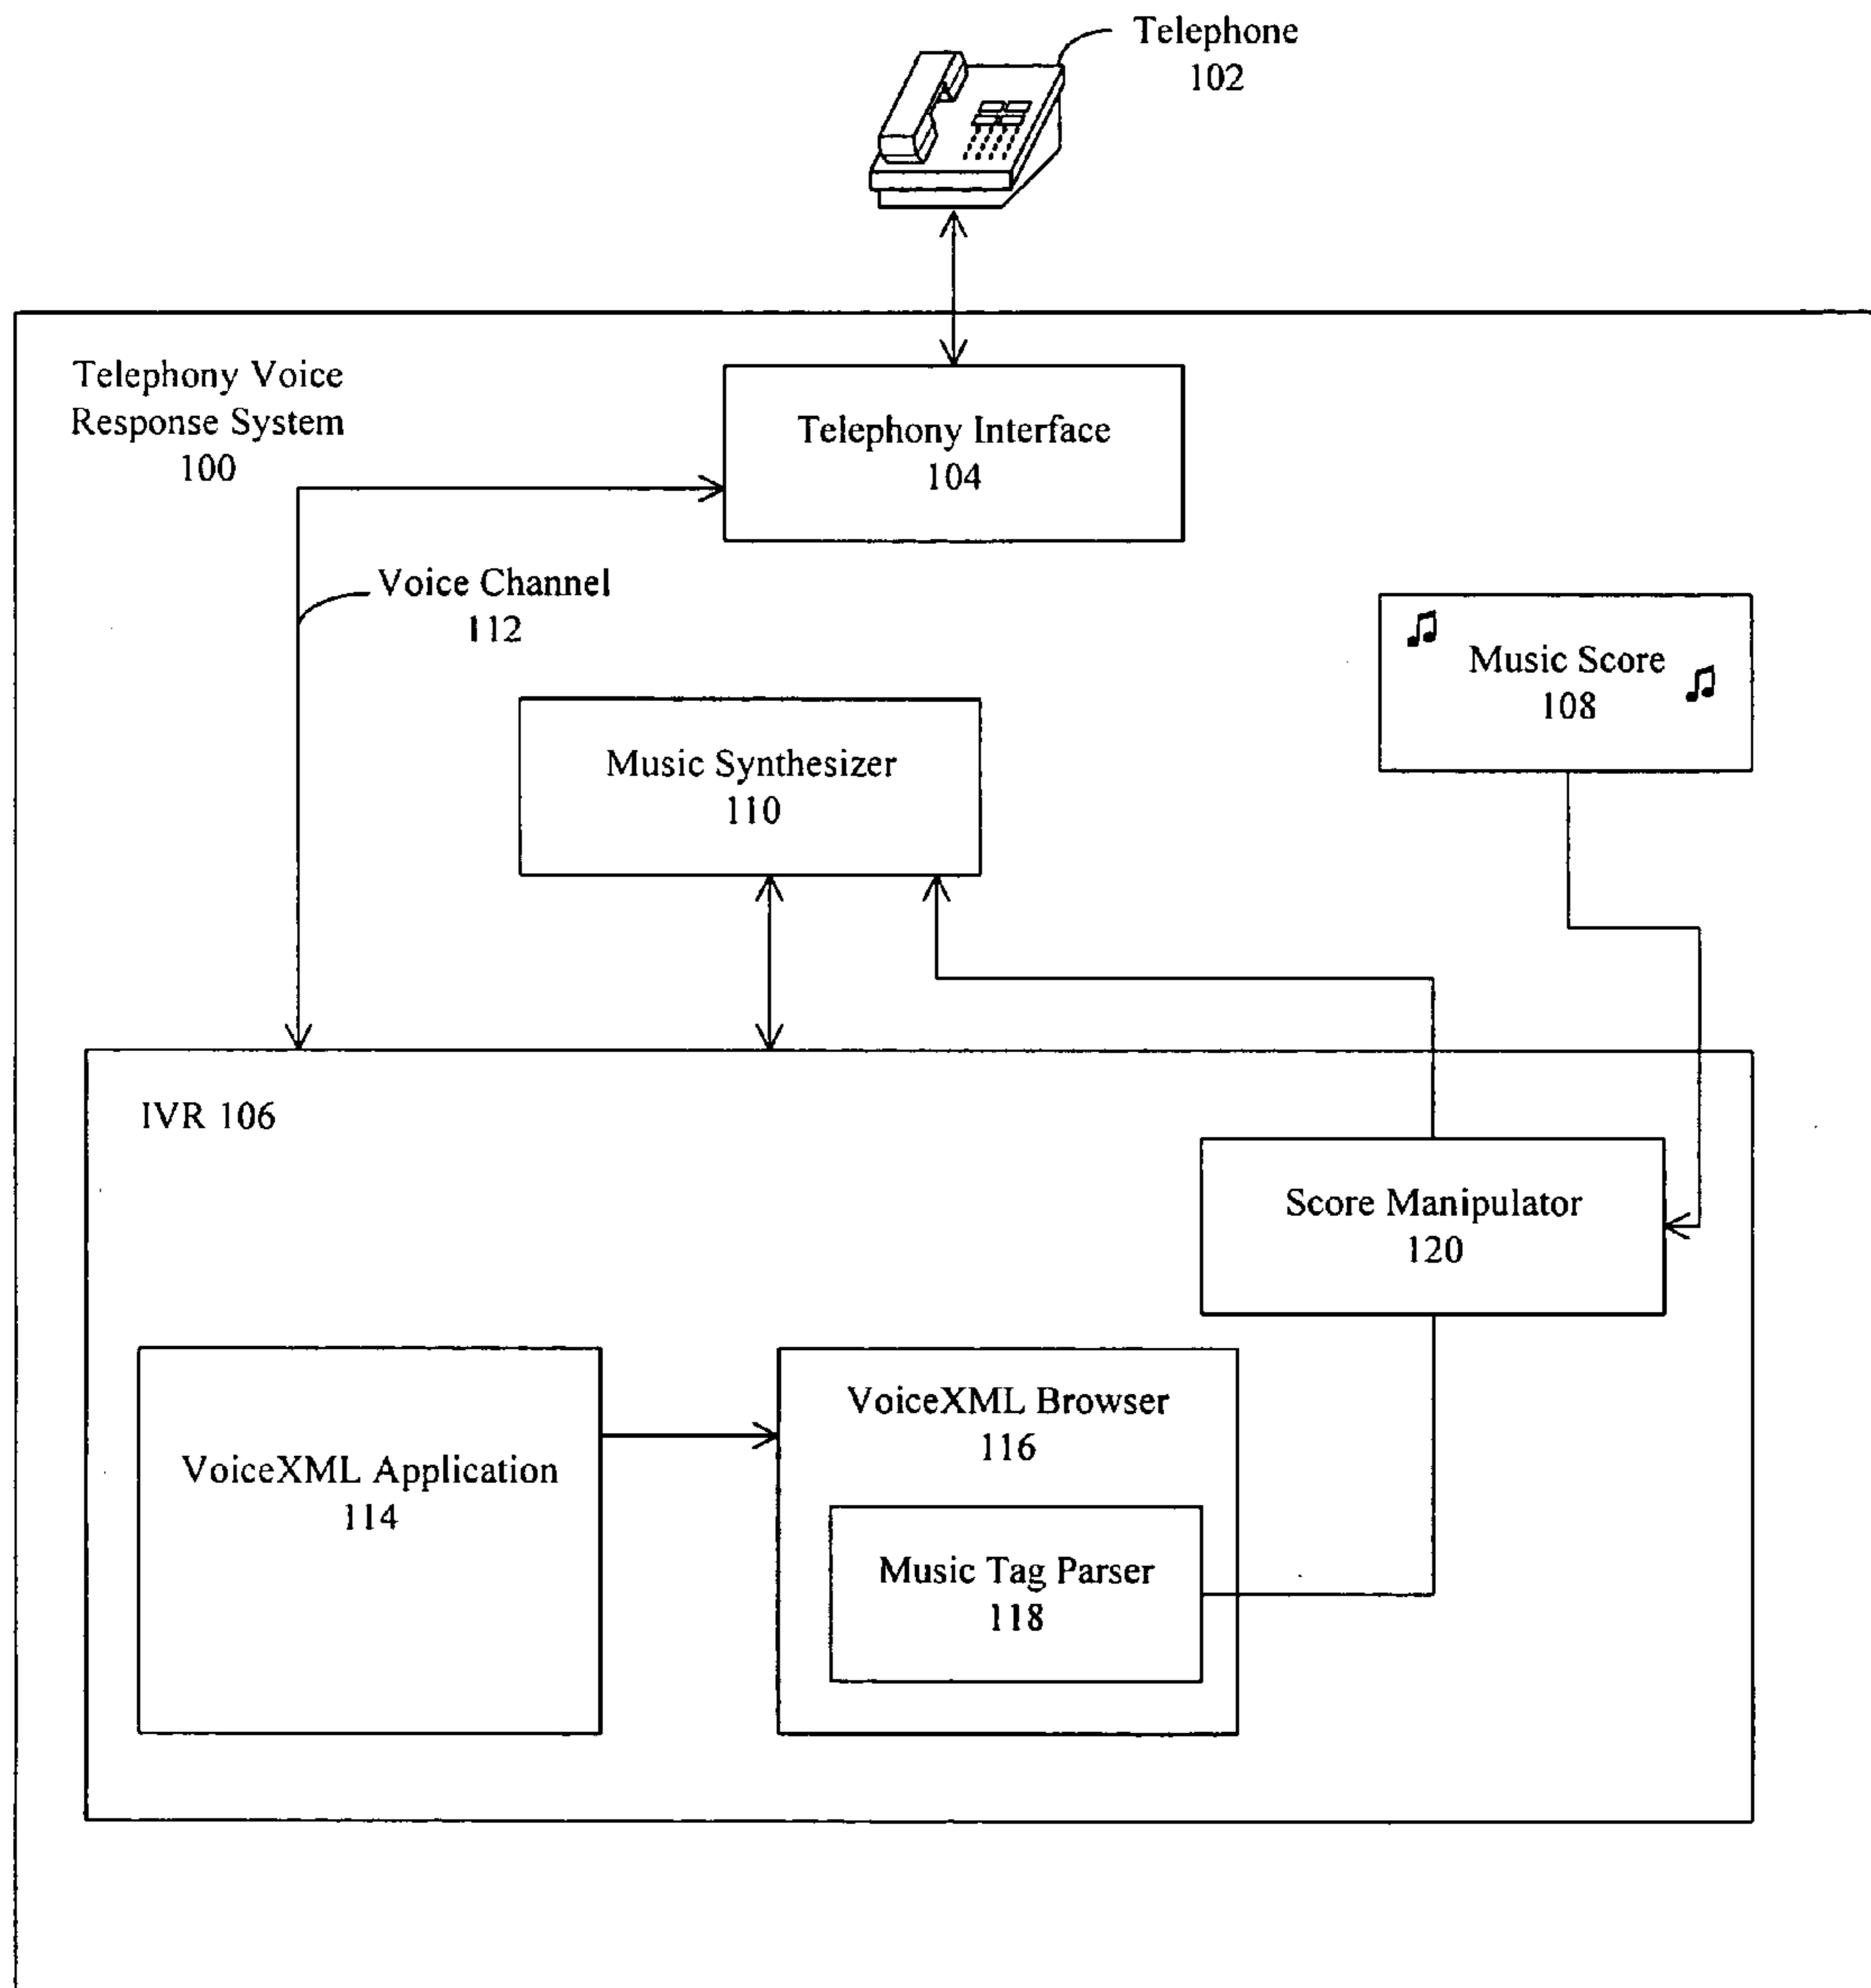 Telephone
102
Telephony Voice
Response System
100
Telephony Interface
104
Voice Channel
112
Music Score
108
Music Synthesizer
110
IVR 106
Score Manipulator
120
VoiceXML Application
114
VoiceXML Browser
116
Music Tag Parser
118